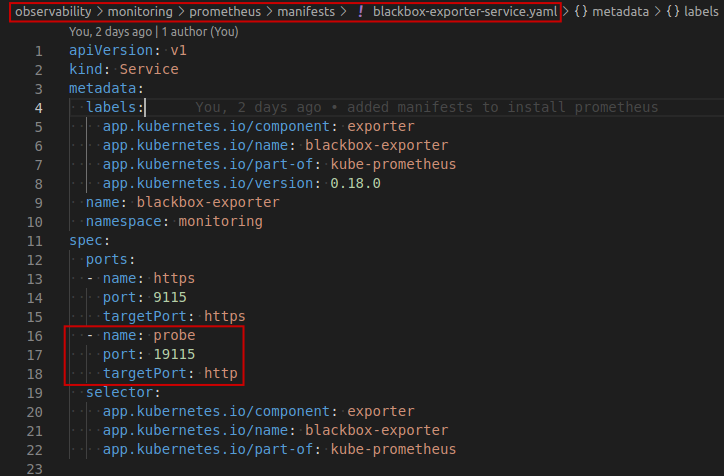 observability > monitoring > prometheus > manifests > ! blackbox-exporter-service.yaml > {} metadata > {} labels
You, 2 days ago | 1 author (You)
1 apiVersion: v1
2 kind: Service
3 metadata:
4 labels: You, 2 days ago • added manifests to install prometheus
5 app.kubernetes.io/component: exporter
6 app.kubernetes.io/name: blackbox-exporter
7 app.kubernetes.io/part-of: kube-prometheus
8 app.kubernetes.io/version: 0.18.0
9 name: blackbox-exporter
10 namespace: monitoring
11 spec:
12 ports:
13 - name: https
14 port: 9115
15 targetPort: https
16 - name: probe
17 port: 19115
18 targetPort: http
19 selector:
20 app.kubernetes.io/component: exporter
21 app.kubernetes.io/name: blackbox-exporter
22 app.kubernetes.io/part-of: kube-prometheus
23